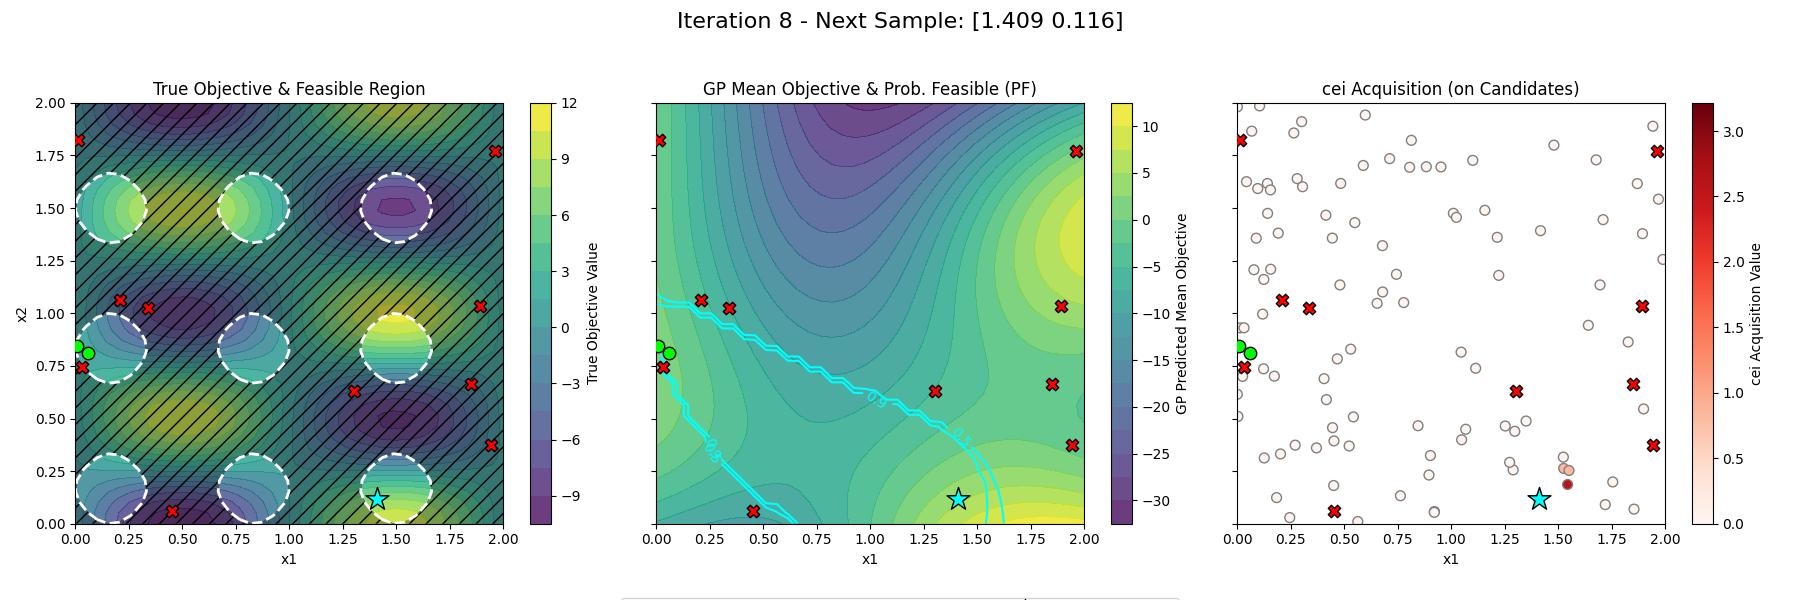 Iteration 8 - Next Sample: [1.409 0.116]
True Objective & Feasible Region
2.00
1.75
1.50
1.25
1.00
0.75
0.50
0.25
0.00
x2
0.00 0.25 0.50 0.75 1.00 1.25 1.50 1.75 2.00
x1
12
9
6
3
0
−3
−6
−9
True Objective Value
GP Mean Objective & Prob. Feasible (PF)
0.9
0.5
0.00 0.25 0.50 0.75 1.00 1.25 1.50 1.75 2.00
x1
10
5
0
−5
−10
−15
−20
−25
−30
GP Predicted Mean Objective
cei Acquisition (on Candidates)
0.00 0.25 0.50 0.75 1.00 1.25 1.50 1.75 2.00
x1
3.0
2.5
2.0
1.5
1.0
0.5
0.0
cei Acquisition Value